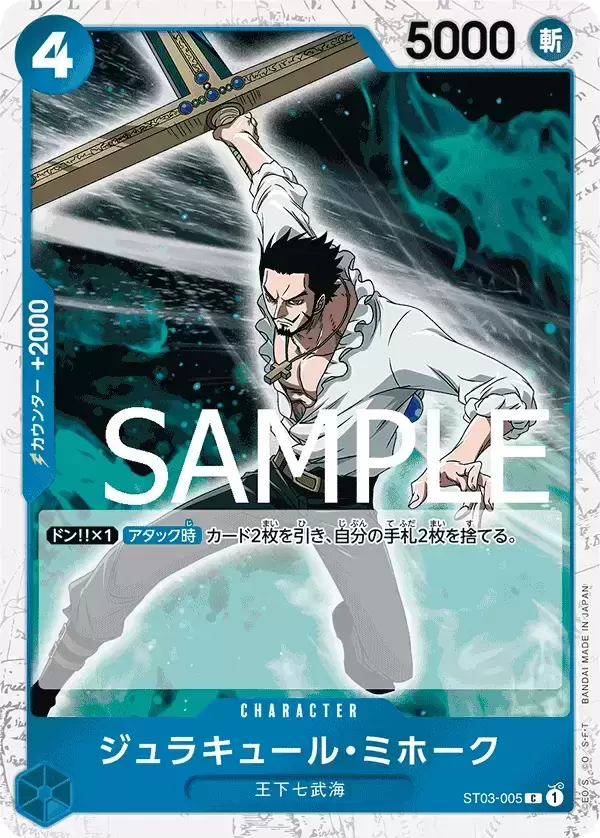 4
5000
斬
カウンター +2000
SAMPLE
ドン!!×1 アタック時 カード2枚を引き、自分の手札2枚を捨てる。
CHARACTER
ジュラキュール・ミホーク
王下七武海
ST03-005 C 1
©E.O./S. ©O./S.・F.T. BANDAI MADE IN JAPAN